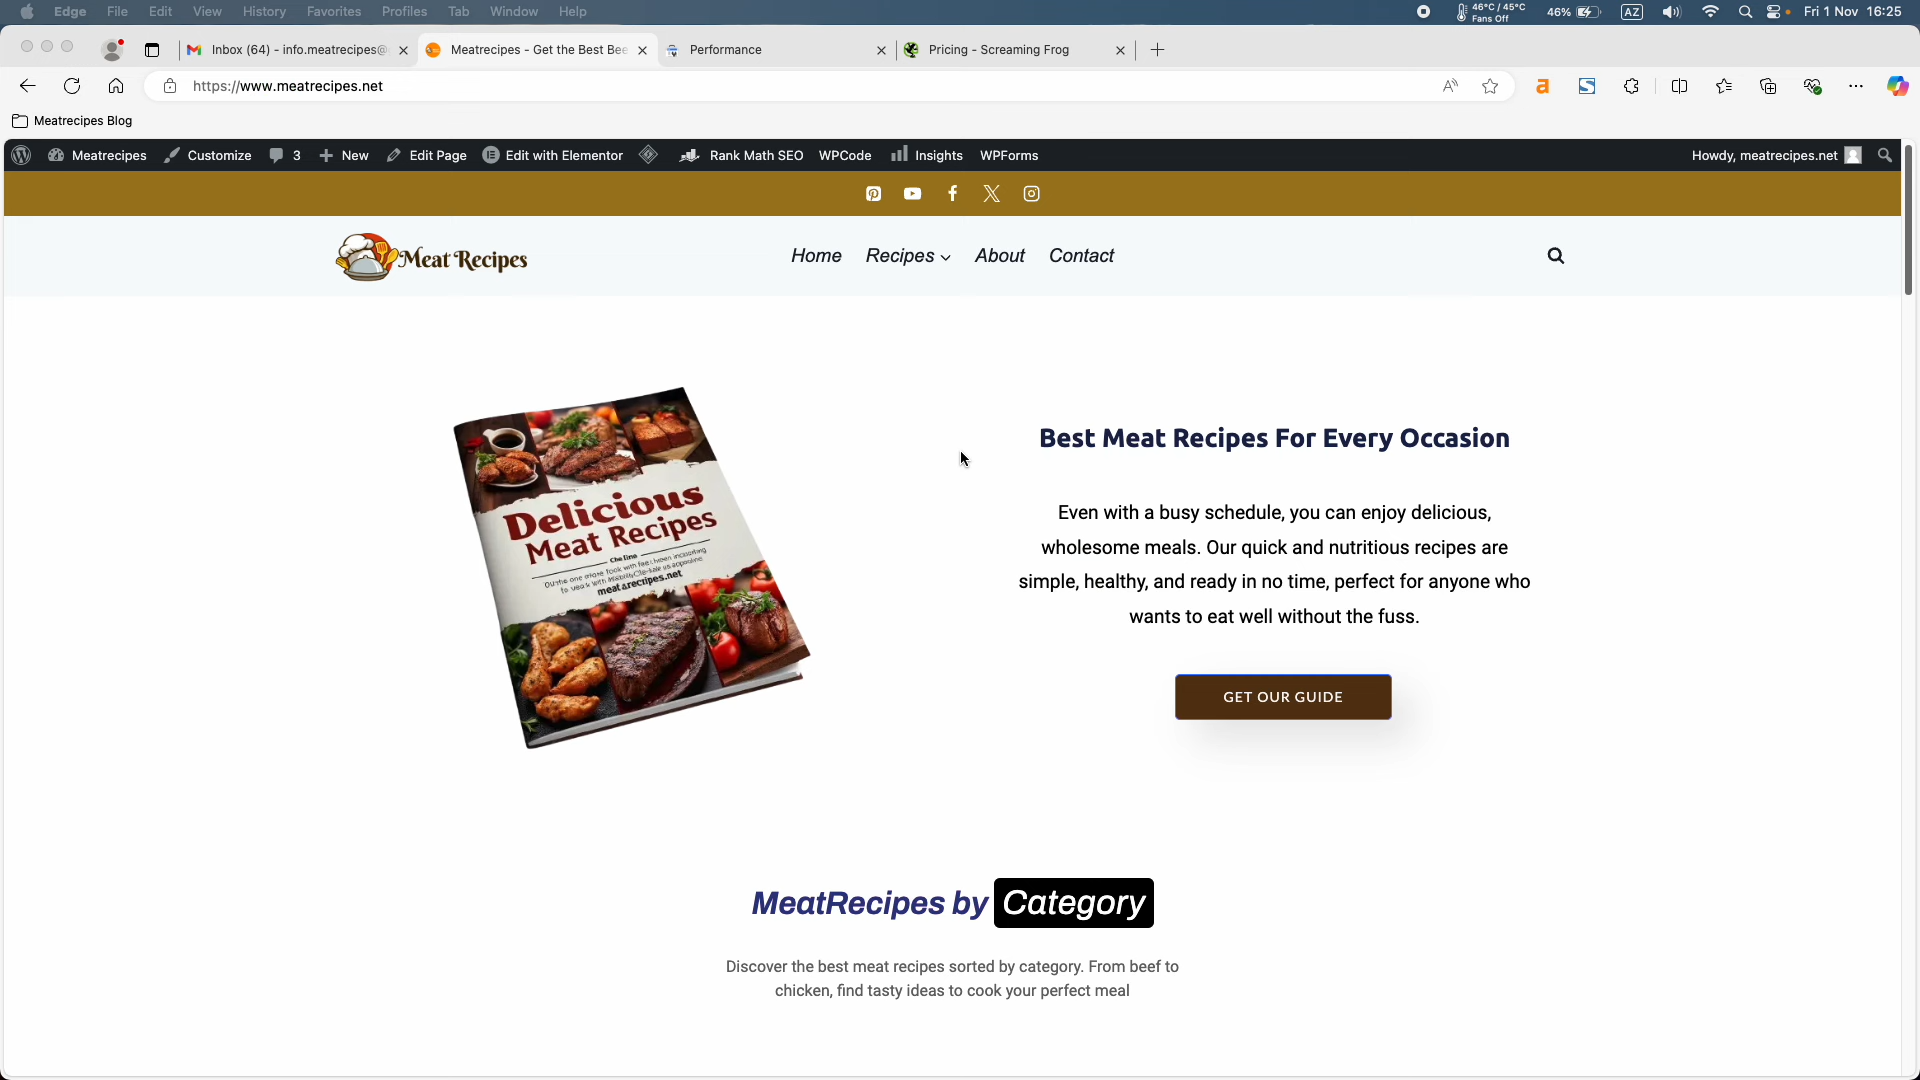 Edge File Edit View History Favorites Profiles Tab Window Help
46°C / 45°C
Fans Off
46%
AZ
Fri 1 Nov 16:25
Inbox (64) - info.meatrecipes@
Meatrecipes - Get the Best Bee
Performance
Pricing - Screaming Frog
https://www.meatrecipes.net
Meatrecipes Blog
Meatrecipes Customize 3 New Edit Page Edit with Elementor Rank Math SEO WPCode Insights WPForms
Howdy, meatrecipes.net
Meat Recipes
Home Recipes About Contact
Delicious
Meat Recipes
Best Meat Recipes For Every Occasion
Even with a busy schedule, you can enjoy delicious,
wholesome meals. Our quick and nutritious recipes are
simple, healthy, and ready in no time, perfect for anyone who
wants to eat well without the fuss.
GET OUR GUIDE
MeatRecipes by Category
Discover the best meat recipes sorted by category. From beef to
chicken, find tasty ideas to cook your perfect meal